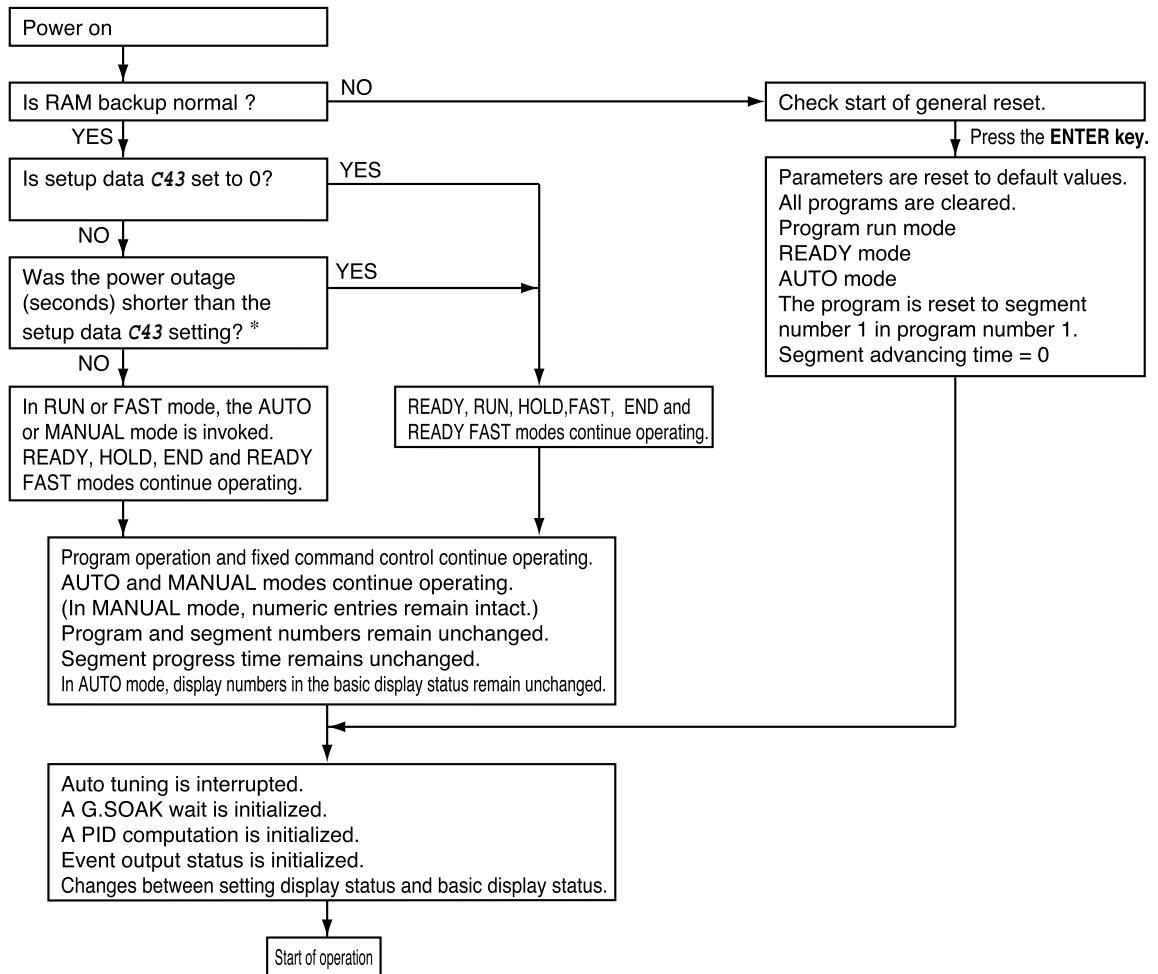 Power on
Is RAM backup normal ?
NO
Check start of general reset.
YES
Press the ENTER key.
Is setup data C43 set to 0?
YES
Parameters are reset to default values.
All programs are cleared.
Program run mode
READY mode
AUTO mode
The program is reset to segment
number 1 in program number 1.
Segment advancing time = 0
NO
Was the power outage
(seconds) shorter than the
setup data C43 setting? *
YES
NO
In RUN or FAST mode, the AUTO
or MANUAL mode is invoked.
READY, HOLD, END and READY
FAST modes continue operating.
READY, RUN, HOLD,FAST, END and
READY FAST modes continue operating.
Program operation and fixed command control continue operating.
AUTO and MANUAL modes continue operating.
(In MANUAL mode, numeric entries remain intact.)
Program and segment numbers remain unchanged.
Segment progress time remains unchanged.
In AUTO mode, display numbers in the basic display status remain unchanged.
Auto tuning is interrupted.
A G.SOAK wait is initialized.
A PID computation is initialized.
Event output status is initialized.
Changes between setting display status and basic display status.
Start of operation